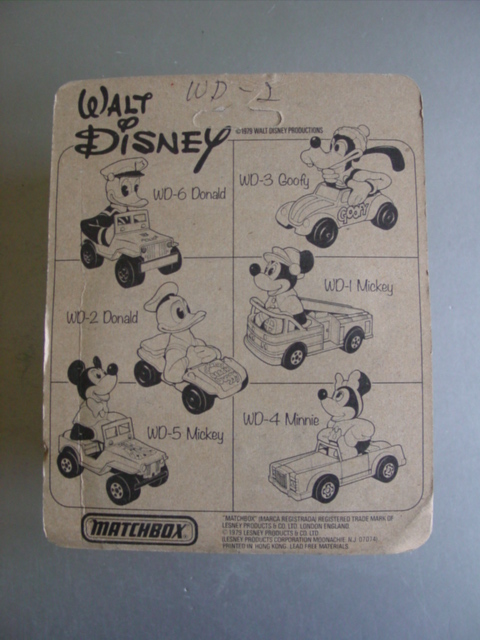 WD-2
WALT
DISNEY
©1979 WALT DISNEY PRODUCTIONS
WD-6 Donald
WD-3 Goofy
GOOFY
WD-1 Mickey
WD-2 Donald
WD-5 Mickey
WD-4 Minnie
MATCHBOX
"MATCHBOX" (MARCA REGISTRADA) REGISTERED TRADE MARK OF
LESNEY PRODUCTS & CO. LTD. LONDON ENGLAND
© 1979 LESNEY PRODUCTS & CO. LTD.
(LESNEY PRODUCTS CORPORATION MOONACHIE, N.J. 07074)
PRINTED IN HONG KONG LEAD FREE MATERIALS